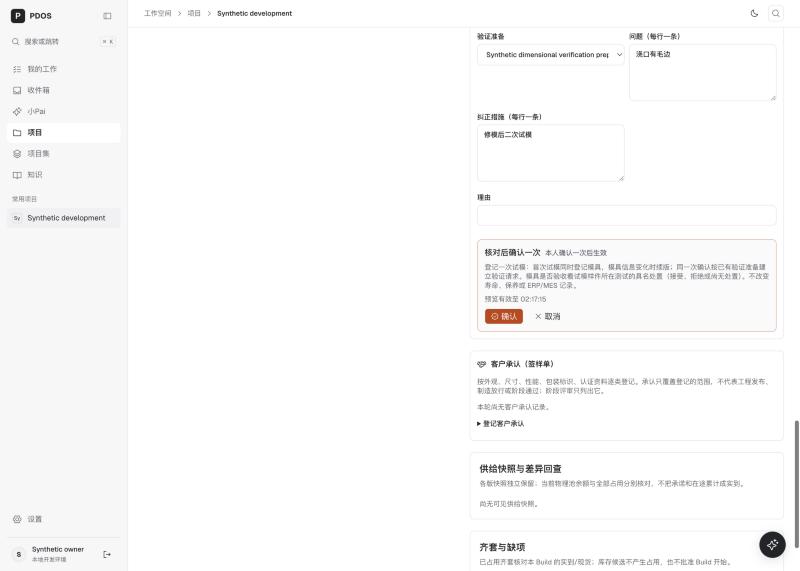 P PDOS
搜索或跳转 ⌘ K
我的工作
收件箱
小Pai
项目
项目集
知识
常用项目
Sy Synthetic development
设置
S Synthetic owner
本地开发环境
工作空间 > 项目 > Synthetic development
验证准备
Synthetic dimensional verification prep
问题（每行一条）
浇口有毛边
纠正措施（每行一条）
修模后二次试模
理由
核对后确认一次 本人确认一次后生效
登记一次试模：首次试模同时登记模具，模具信息变化时续版；同一次确认按已有验证准备建
立验证请求。模具是否验收看试模样件所在测试的具名处置（接受、拒绝或尚无处置）。不改变
寿命、保养或 ERP/MES 记录。
预览有效至 02:17:15
确认 取消
客户承认（签样单）
按外观、尺寸、性能、包装标识、认证资料逐类登记。承认只覆盖登记的范围，不代表工程发布、
制造放行或阶段通过；阶段评审只列出它。
本轮尚无客户承认记录。
登记客户承认
供给快照与差异回查
各版快照独立保留；当前物理池余额与全部占用分别核对，不把承诺和在途累计成实到。
尚无可见供给快照。
齐套与缺项
已占用齐套核对本 Build 的实到/现货；库存候选不产生占用，也不批准 Build 开始。